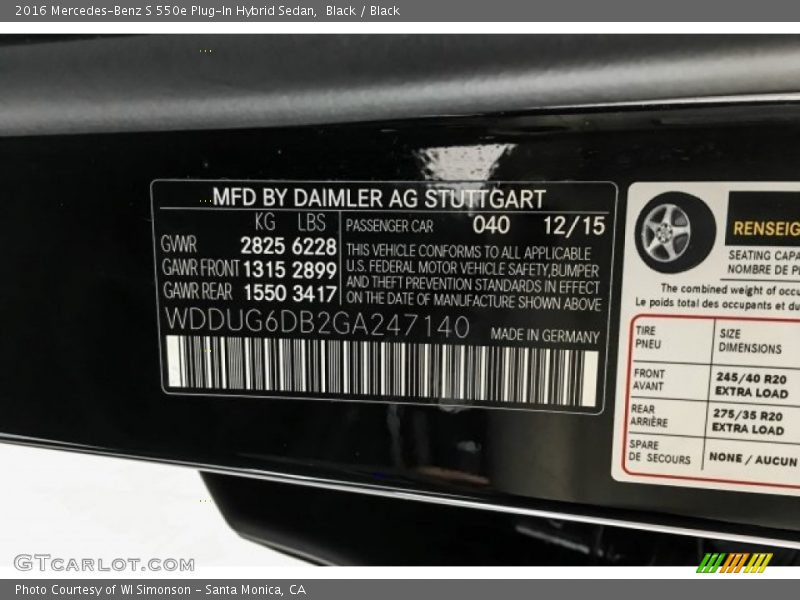 2016 Mercedes-Benz S 550e Plug-In Hybrid Sedan, Black / Black
MFD BY DAIMLER AG STUTTGART
KG LBS
GVWR 2825 6228
GAWR FRONT 1315 2899
GAWR REAR 1550 3417
PASSENGER CAR 040 12/15
THIS VEHICLE CONFORMS TO ALL APPLICABLE
U.S. FEDERAL MOTOR VEHICLE SAFETY,BUMPER
AND THEFT PREVENTION STANDARDS IN EFFECT
ON THE DATE OF MANUFACTURE SHOWN ABOVE
WDDUG6DB2GA247140
MADE IN GERMANY
RENSEIG
SEATING CAPA
NOMBRE DE P
The combined weight of occu
Le poids total des occupants et du
TIRE
PNEU
SIZE
DIMENSIONS
FRONT
AVANT
245/40 R20
EXTRA LOAD
REAR
ARRIÈRE
275/35 R20
EXTRA LOAD
SPARE
DE SECOURS
NONE / AUCUN
GTCARLOT.COM
Photo Courtesy of WI Simonson - Santa Monica, CA